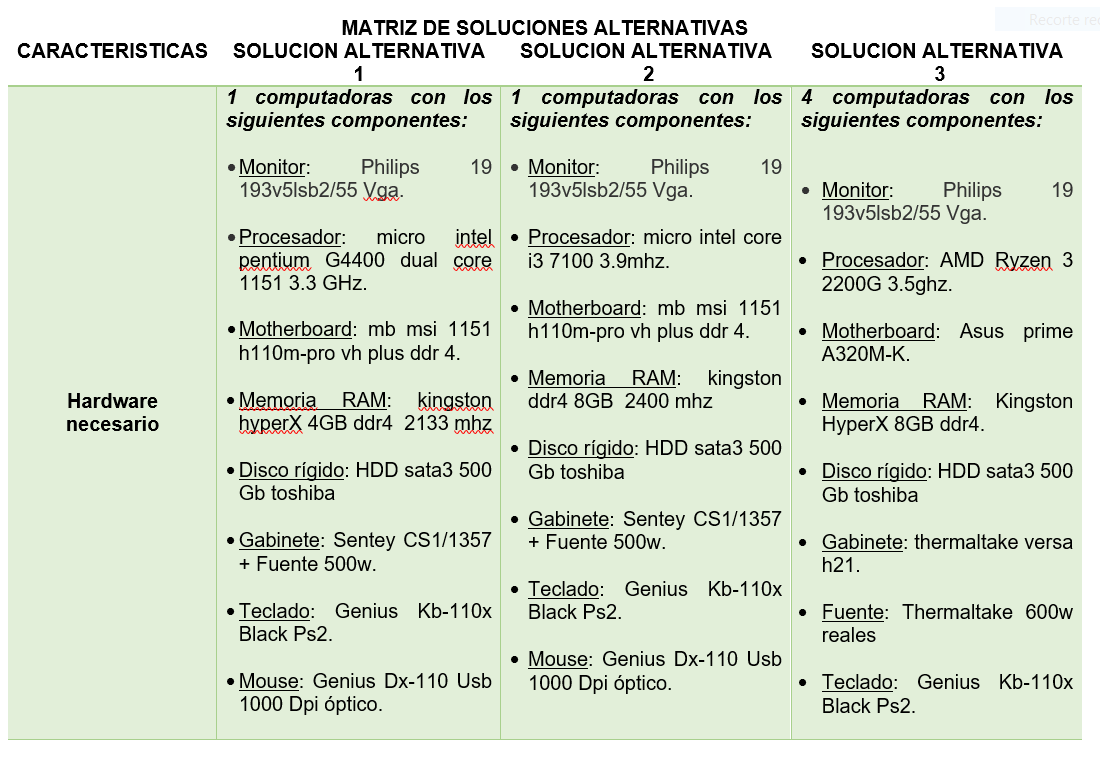 Recorte re
MATRIZ DE SOLUCIONES ALTERNATIVAS
CARACTERISTICAS
SOLUCION ALTERNATIVA
1
SOLUCION ALTERNATIVA
2
SOLUCION ALTERNATIVA
3
Hardware
necesario
1 computadoras con los
siguientes componentes:
• Monitor: Philips 19
193v5lsb2/55 Vga.
• Procesador: micro intel
pentium G4400 dual core
1151 3.3 GHz.
• Motherboard: mb msi 1151
h110m-pro vh plus ddr 4.
• Memoria RAM: kingston
hyperX 4GB ddr4 2133 mhz
• Disco rígido: HDD sata3 500
Gb toshiba
• Gabinete: Sentey CS1/1357
+ Fuente 500w.
• Teclado: Genius Kb-110x
Black Ps2.
• Mouse: Genius Dx-110 Usb
1000 Dpi óptico.
1 computadoras con los
siguientes componentes:
• Monitor: Philips 19
193v5lsb2/55 Vga.
• Procesador: micro intel core
i3 7100 3.9mhz.
• Motherboard: mb msi 1151
h110m-pro vh plus ddr 4.
• Memoria RAM: kingston
ddr4 8GB 2400 mhz
• Disco rígido: HDD sata3 500
Gb toshiba
• Gabinete: Sentey CS1/1357
+ Fuente 500w.
• Teclado: Genius Kb-110x
Black Ps2.
• Mouse: Genius Dx-110 Usb
1000 Dpi óptico.
4 computadoras con los
siguientes componentes:
• Monitor: Philips 19
193v5lsb2/55 Vga.
• Procesador: AMD Ryzen 3
2200G 3.5ghz.
• Motherboard: Asus prime
A320M-K.
• Memoria RAM: Kingston
HyperX 8GB ddr4.
• Disco rígido: HDD sata3 500
Gb toshiba
• Gabinete: thermaltake versa
h21.
• Fuente: Thermaltake 600w
reales
• Teclado: Genius Kb-110x
Black Ps2.